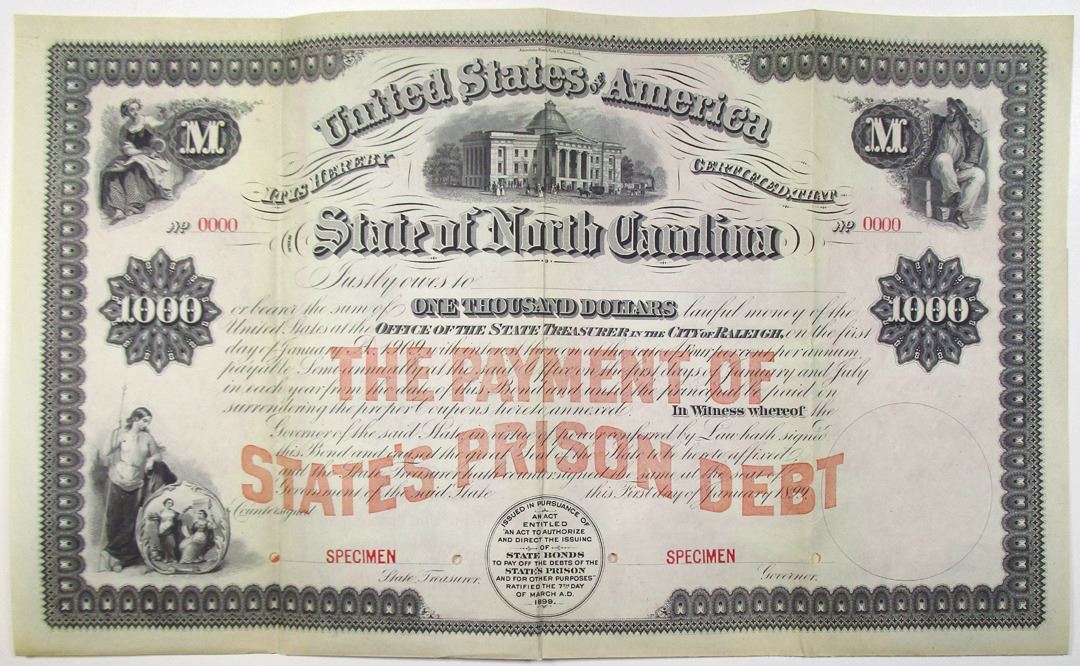 American Bank Note Co. New York.
United States of America
M
M
IT IS HEREBY
CERTIFIED, THAT
No 0000
No 0000
State of North Carolina
Justly owes to
1000
1000
or bearer the sum of ONE THOUSAND DOLLARS lawful money of the
United States at the OFFICE OF THE STATE TREASURER IN THE CITY OF RALEIGH, on the first
day of January A.D. 1909, with interest thereon at the rate of four per cent per annum
payable Semi annually at the said Office on the first days of January and July
in each year from the date of this Bond and until the principal be paid on
surrendering the proper Coupons hereto annexed. In Witness whereof the
Governor of the said State in virtue of power conferred by Law hath signed
this Bond and caused the great Seal of the State to be hereto affixed
and the State Treasurer hath countersigned the same at the seat of
Government of the said State this First day of January 1899
THE PAYMENT OF
STATE'S PRISON DEBT
Countersigned
SPECIMEN
SPECIMEN
State Treasurer.
Governor.
ISSUED IN PURSUANCE OF
AN ACT
ENTITLED
"AN ACT TO AUTHORIZE
AND DIRECT THE ISSUING
OF
STATE BONDS
TO PAY OFF THE DEBTS OF THE
STATE'S PRISON
AND FOR OTHER PURPOSES"
RATIFIED THE 7TH DAY
OF MARCH A.D.
1899.